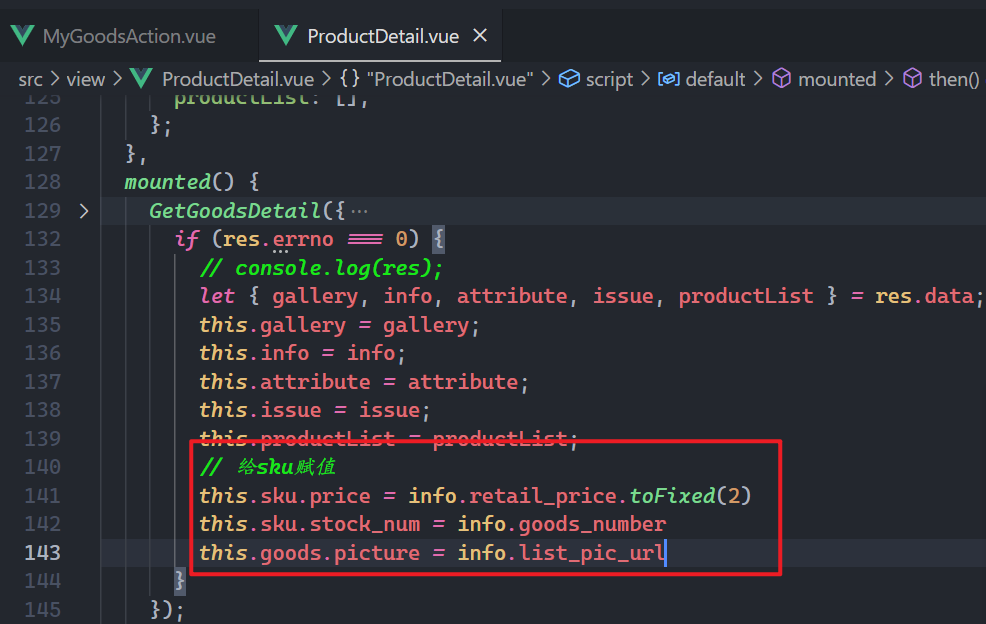 MyGoodsAction.vue
ProductDetail.vue ×
src > view > ProductDetail.vue > {} "ProductDetail.vue" > script > default > mounted > then()
125 productList: [],
126 };
127 },
128 mounted() {
129 > GetGoodsDetail({…
132 if (res.errno === 0) {
133 // console.log(res);
134 let { gallery, info, attribute, issue, productList } = res.data;
135 this.gallery = gallery;
136 this.info = info;
137 this.attribute = attribute;
138 this.issue = issue;
139 this.productList = productList;
140 // 给sku赋值
141 this.sku.price = info.retail_price.toFixed(2)
142 this.sku.stock_num = info.goods_number
143 this.goods.picture = info.list_pic_url
144 }
145 });